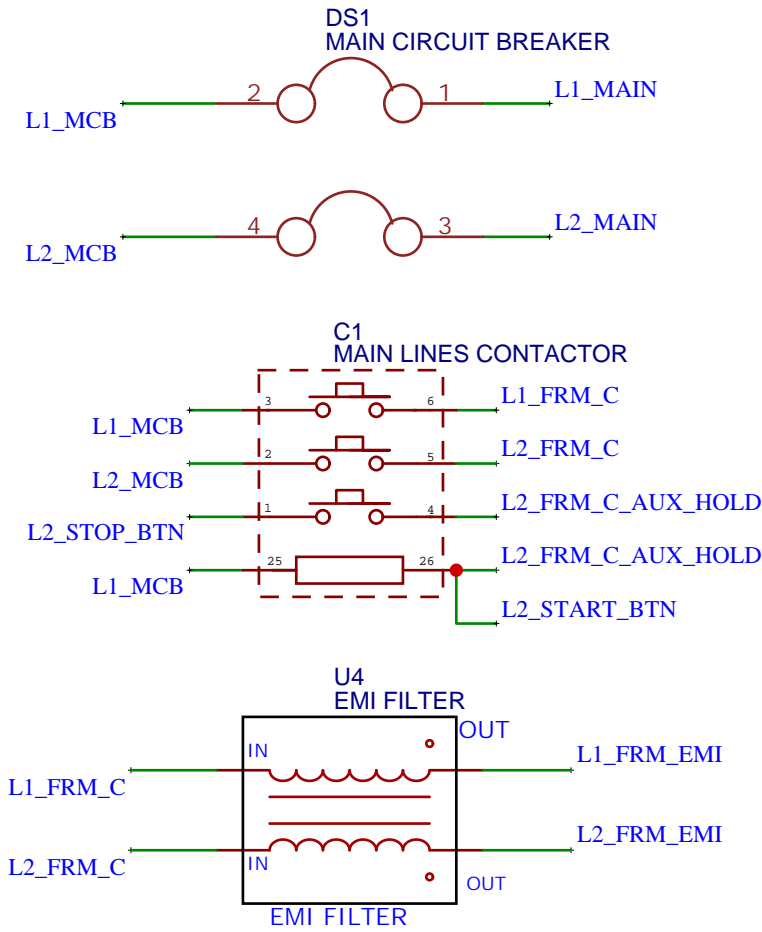 DS1
MAIN CIRCUIT BREAKER
L1_MCB 2 1 L1_MAIN
L2_MCB 4 3 L2_MAIN
C1
MAIN LINES CONTACTOR
L1_MCB 3 6 L1_FRM_C
L2_MCB 2 5 L2_FRM_C
L2_STOP_BTN 1 4 L2_FRM_C_AUX_HOLD
L1_MCB 25 26 L2_FRM_C_AUX_HOLD
L2_START_BTN
U4
EMI FILTER
OUT
L1_FRM_C IN L1_FRM_EMI
L2_FRM_C IN L2_FRM_EMI
OUT
EMI FILTER